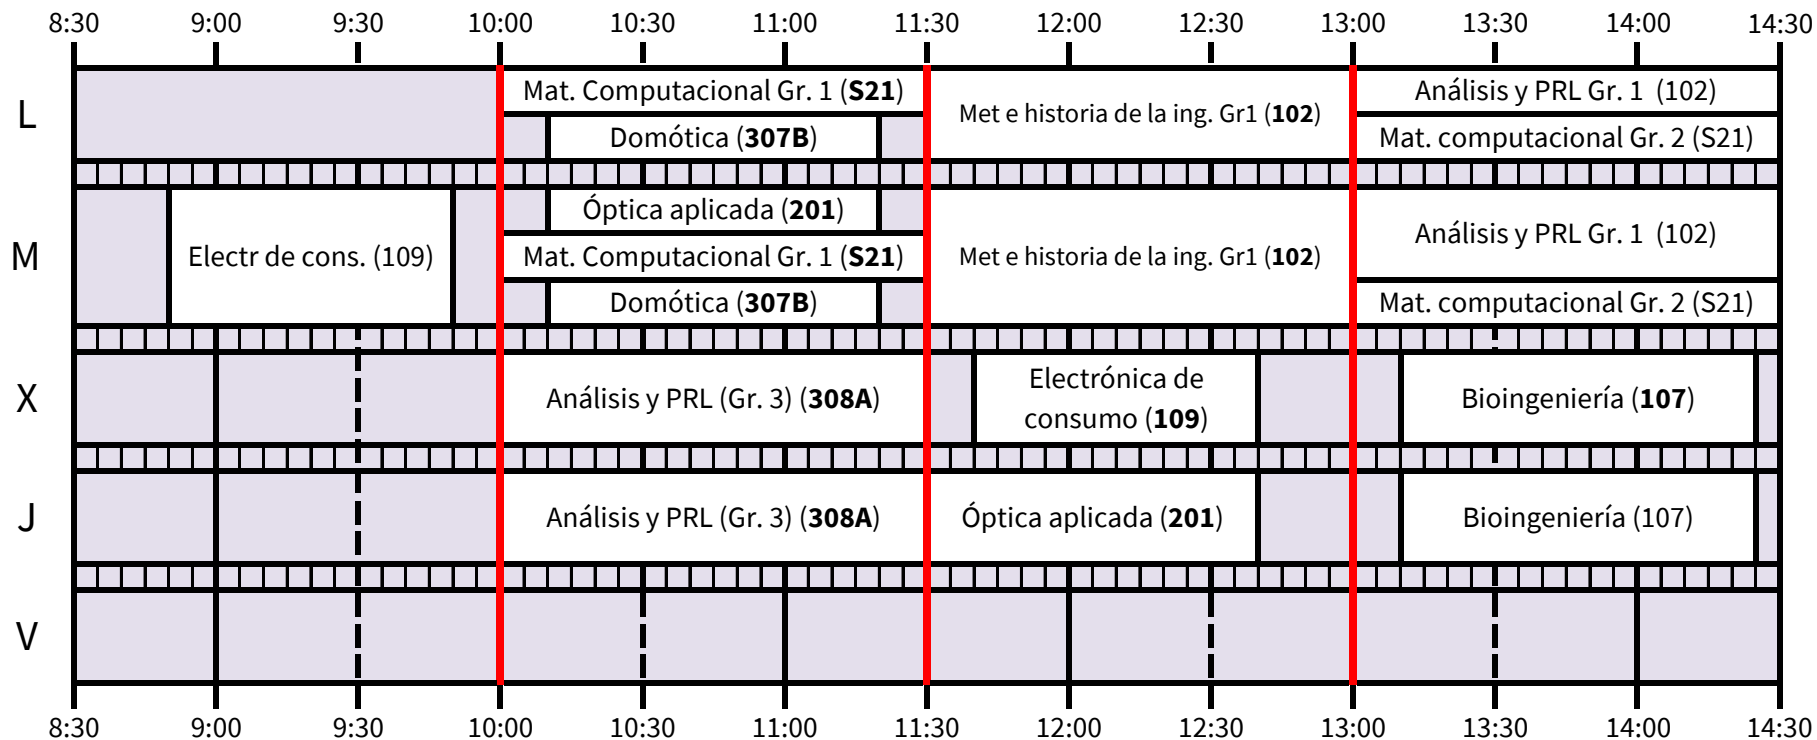 8:30 9:00 9:30 10:00 10:30 11:00 11:30 12:00 12:30 13:00 13:30 14:00 14:30
L
Mat. Computacional Gr. 1 (S21)
Domótica (307B)
Met e historia de la ing. Gr1 (102)
Análisis y PRL Gr. 1 (102)
Mat. computacional Gr. 2 (S21)
M
Electr de cons. (109)
Óptica aplicada (201)
Mat. Computacional Gr. 1 (S21)
Domótica (307B)
Met e historia de la ing. Gr1 (102)
Análisis y PRL Gr. 1 (102)
Mat. computacional Gr. 2 (S21)
X
Análisis y PRL (Gr. 3) (308A)
Electrónica de
consumo (109)
Bioingeniería (107)
J
Análisis y PRL (Gr. 3) (308A)
Óptica aplicada (201)
Bioingeniería (107)
V
8:30 9:00 9:30 10:00 10:30 11:00 11:30 12:00 12:30 13:00 13:30 14:00 14:30